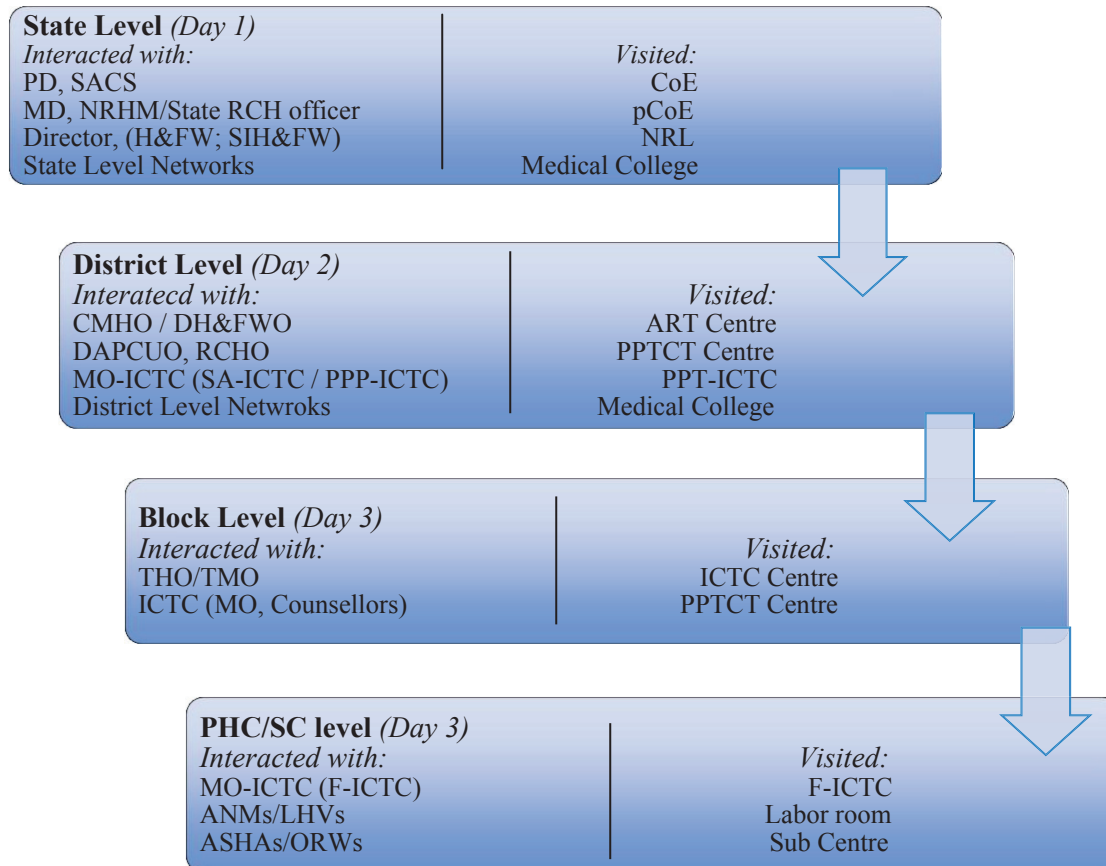 State Level (Day 1)
Interacted with:
PD, SACS
MD, NRHM/State RCH officer
Director, (H&FW; SIH&FW)
State Level Networks
Visited:
CoE
pCoE
NRL
Medical College
District Level (Day 2)
Interatecd with:
CMHO / DH&FWO
DAPCUO, RCHO
MO-ICTC (SA-ICTC / PPP-ICTC)
District Level Netwroks
Visited:
ART Centre
PPTCT Centre
PPT-ICTC
Medical College
Block Level (Day 3)
Interacted with:
THO/TMO
ICTC (MO, Counsellors)
Visited:
ICTC Centre
PPTCT Centre
PHC/SC level (Day 3)
Interacted with:
MO-ICTC (F-ICTC)
ANMs/LHVs
ASHAs/ORWs
Visited:
F-ICTC
Labor room
Sub Centre